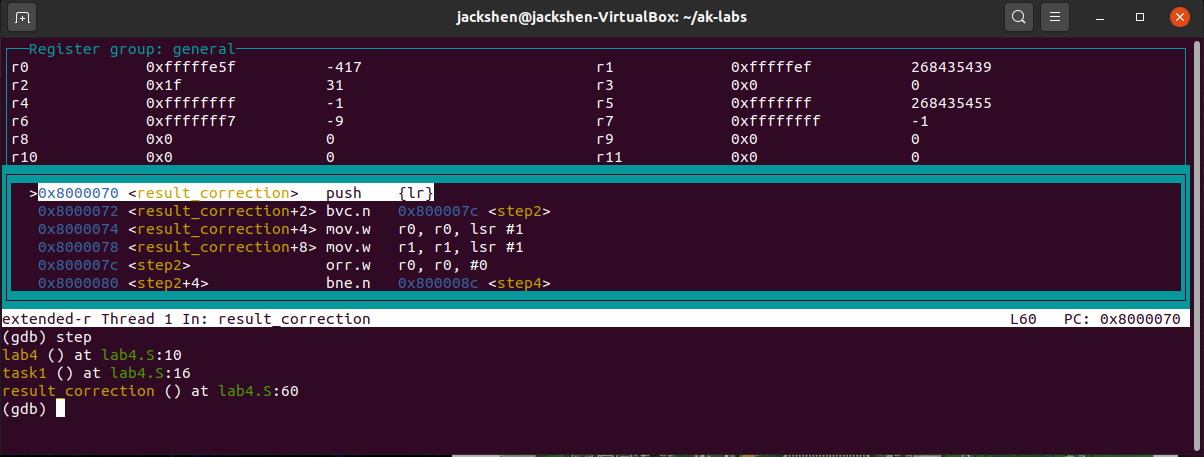 jackshen@jackshen-VirtualBox: ~/ak-labs
Register group: general
r0 0xfffffe5f -417 r1 0xfffffef 268435439
r2 0x1f 31 r3 0x0 0
r4 0xffffffff -1 r5 0xfffffff 268435455
r6 0xfffffff7 -9 r7 0xffffffff -1
r8 0x0 0 r9 0x0 0
r10 0x0 0 r11 0x0 0
>0x8000070 <result_correction> push {lr}
0x8000072 <result_correction+2> bvc.n 0x800007c <step2>
0x8000074 <result_correction+4> mov.w r0, r0, lsr #1
0x8000078 <result_correction+8> mov.w r1, r1, lsr #1
0x800007c <step2> orr.w r0, r0, #0
0x8000080 <step2+4> bne.n 0x800008c <step4>
extended-r Thread 1 In: result_correction L60 PC: 0x8000070
(gdb) step
lab4 () at lab4.S:10
task1 () at lab4.S:16
result_correction () at lab4.S:60
(gdb)